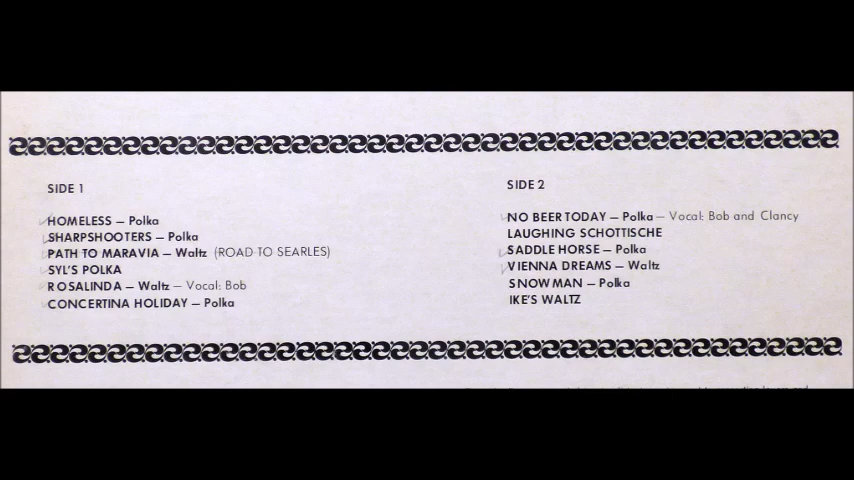 SIDE 1
HOMELESS — Polka
SHARPSHOOTERS — Polka
PATH TO MARAVIA — Waltz (ROAD TO SEARLES)
SYL'S POLKA
ROSALINDA — Waltz — Vocal: Bob
CONCERTINA HOLIDAY — Polka
SIDE 2
NO BEER TODAY — Polka — Vocal: Bob and Clancy
LAUGHING SCHOTTISCHE
SADDLE HORSE — Polka
VIENNA DREAMS — Waltz
SNOW MAN — Polka
IKE'S WALTZ